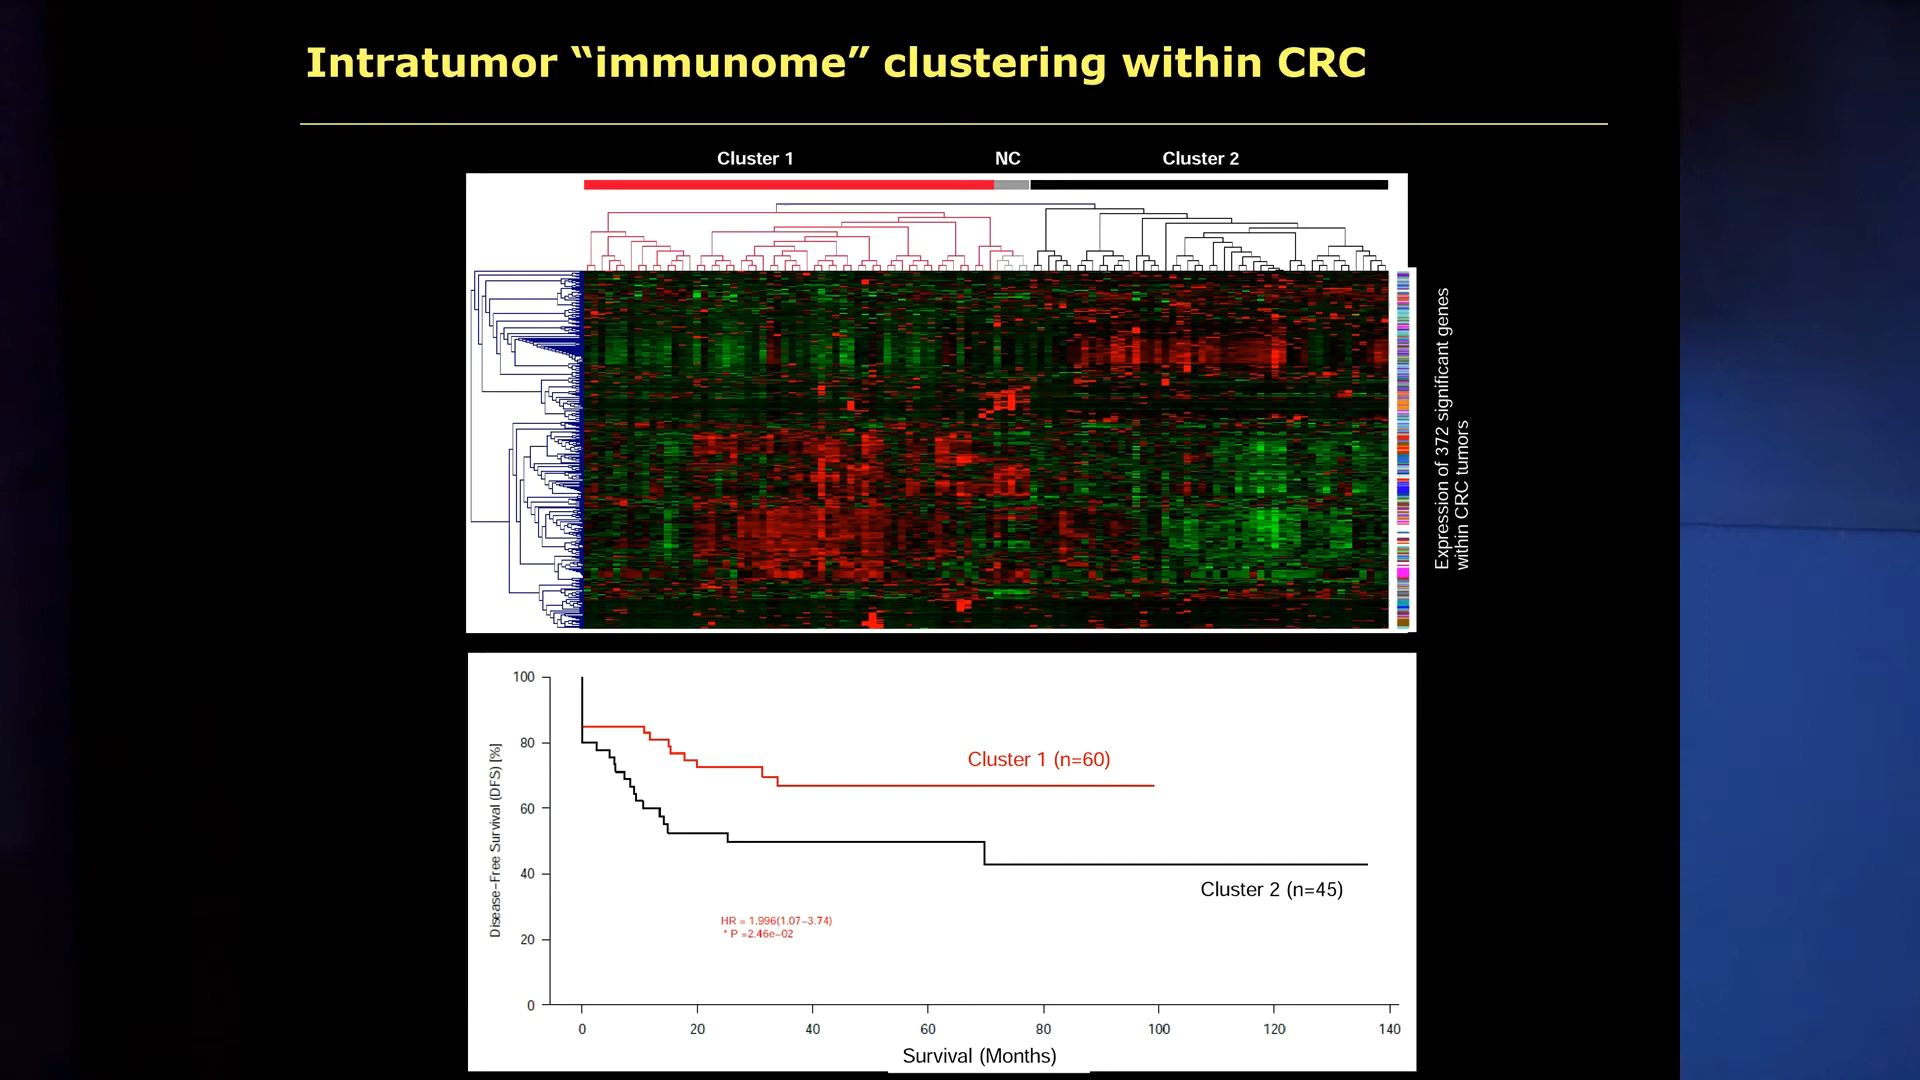 Intratumor “immunome” clustering within CRC
Cluster 1
NC
Cluster 2
Expression of 372 significant genes
within CRC tumors
100
80
60
40
20
0
Disease-Free Survival (DFS) [%]
Cluster 1 (n=60)
Cluster 2 (n=45)
HR = 1.996(1.07-3.74)
* P =2.46e-02
0
20
40
60
80
100
120
140
Survival (Months)